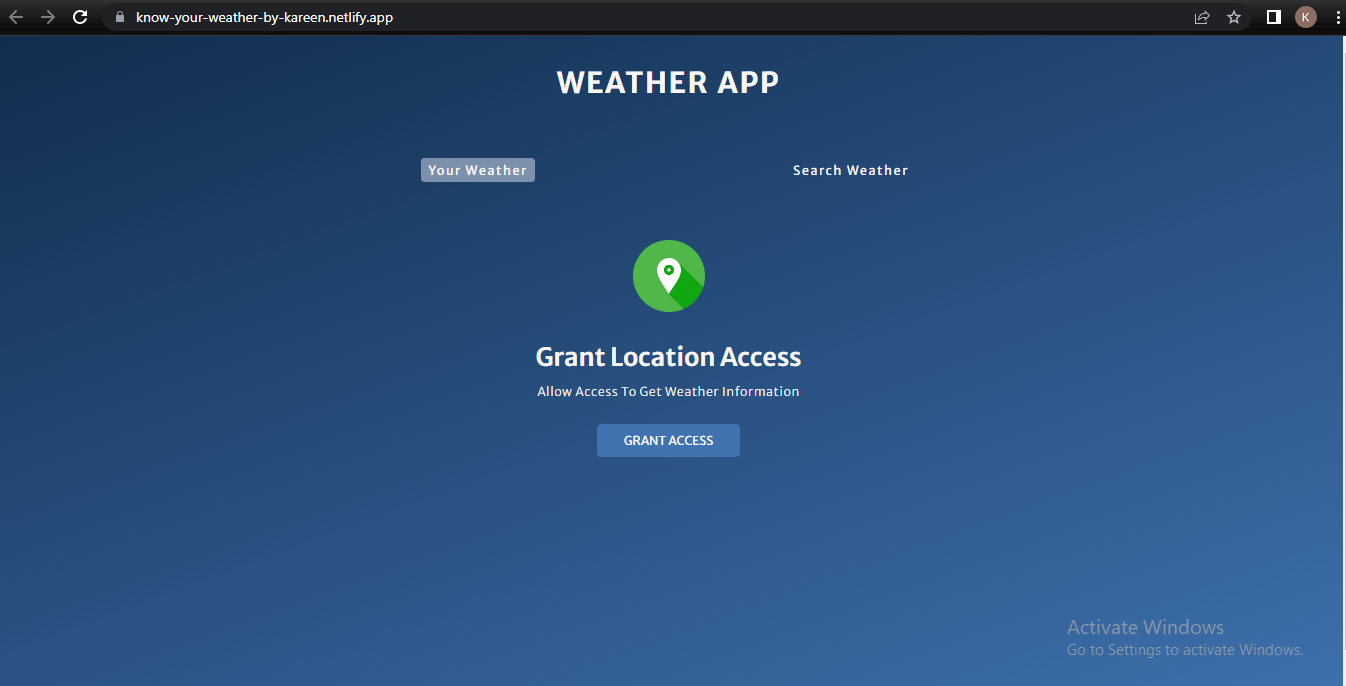 know-your-weather-by-kareen.netlify.app
K
WEATHER APP
Your Weather
Search Weather
Grant Location Access
Allow Access To Get Weather Information
GRANT ACCESS
Activate Windows
Go to Settings to activate Windows.